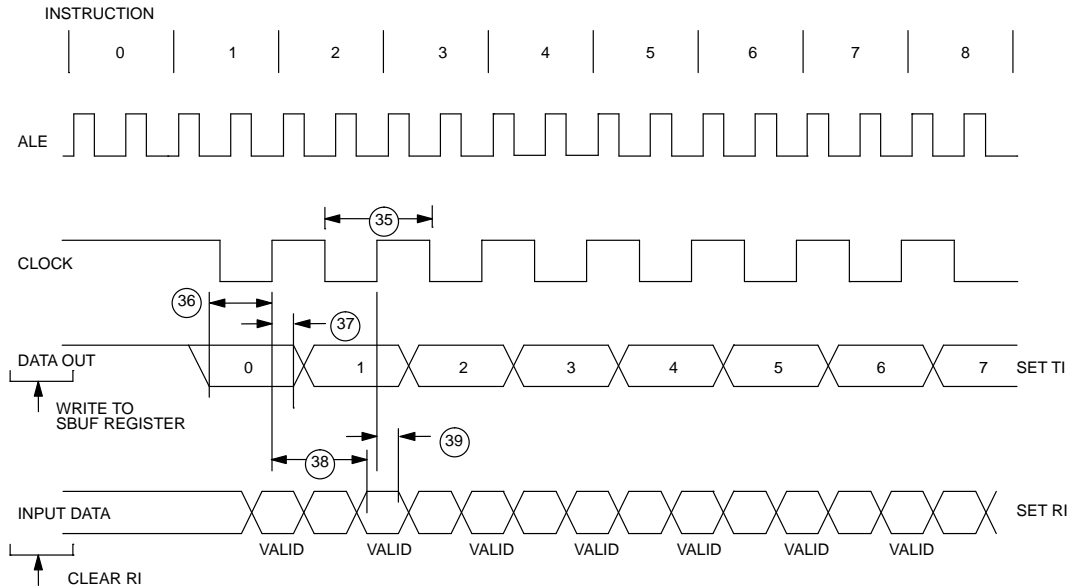 INSTRUCTION
0 1 2 3 4 5 6 7 8
ALE
35
CLOCK
36
37
DATA OUT 0 1 2 3 4 5 6 7 SET TI
WRITE TO
SBUF REGISTER
39
38
INPUT DATA SET RI
VALID VALID VALID VALID VALID VALID VALID
CLEAR RI